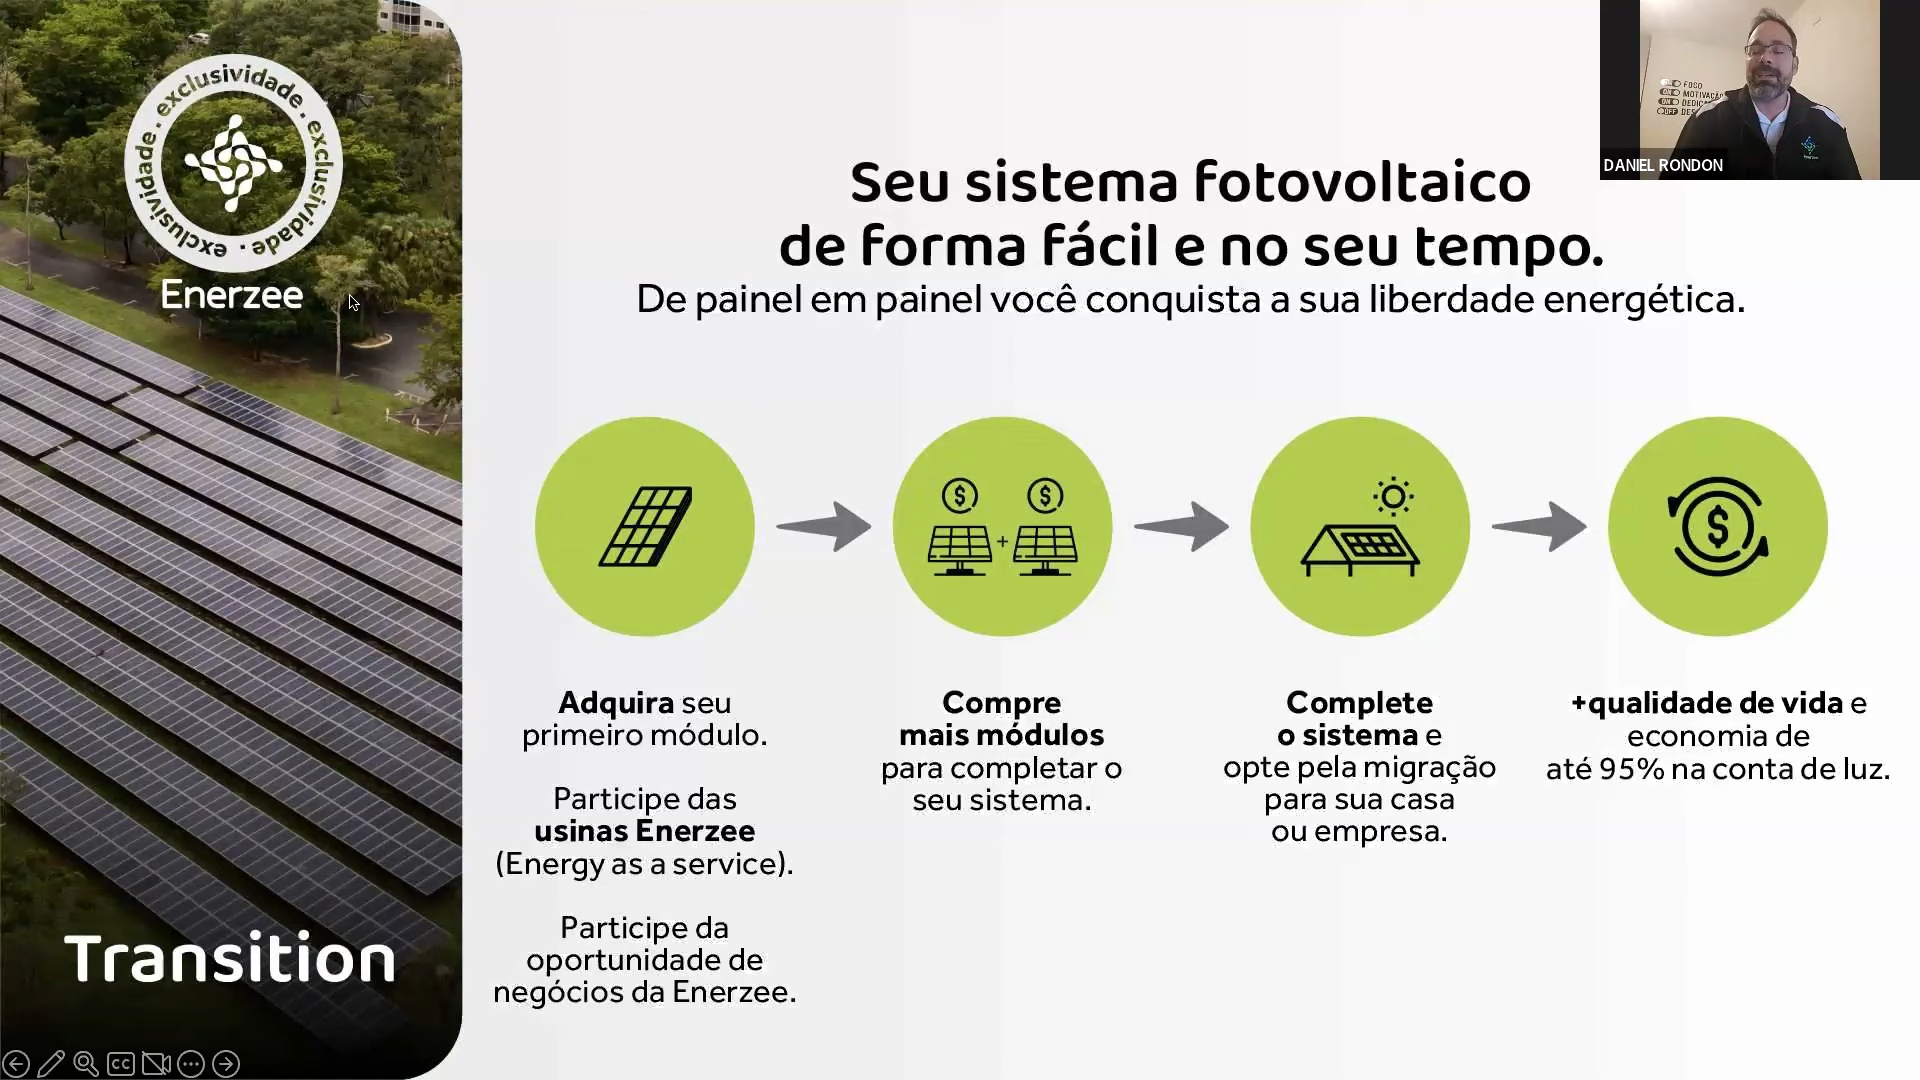 exclusividade . exclusividade . exclusividade . exclusividade .
Enerzee
Transition
CC
Seu sistema fotovoltaico
de forma fácil e no seu tempo.
De painel em painel você conquista a sua liberdade energética.
$
$
+
$
Adquira seu
primeiro módulo.
Participe das
usinas Enerzee
(Energy as a service).
Participe da
oportunidade de
negócios da Enerzee.
Compre
mais módulos
para completar o
seu sistema.
Complete
o sistema e
opte pela migração
para sua casa
ou empresa.
+qualidade de vida e
economia de
até 95% na conta de luz.
FOCO
MOTIVAÇÃO
DANIEL RONDON